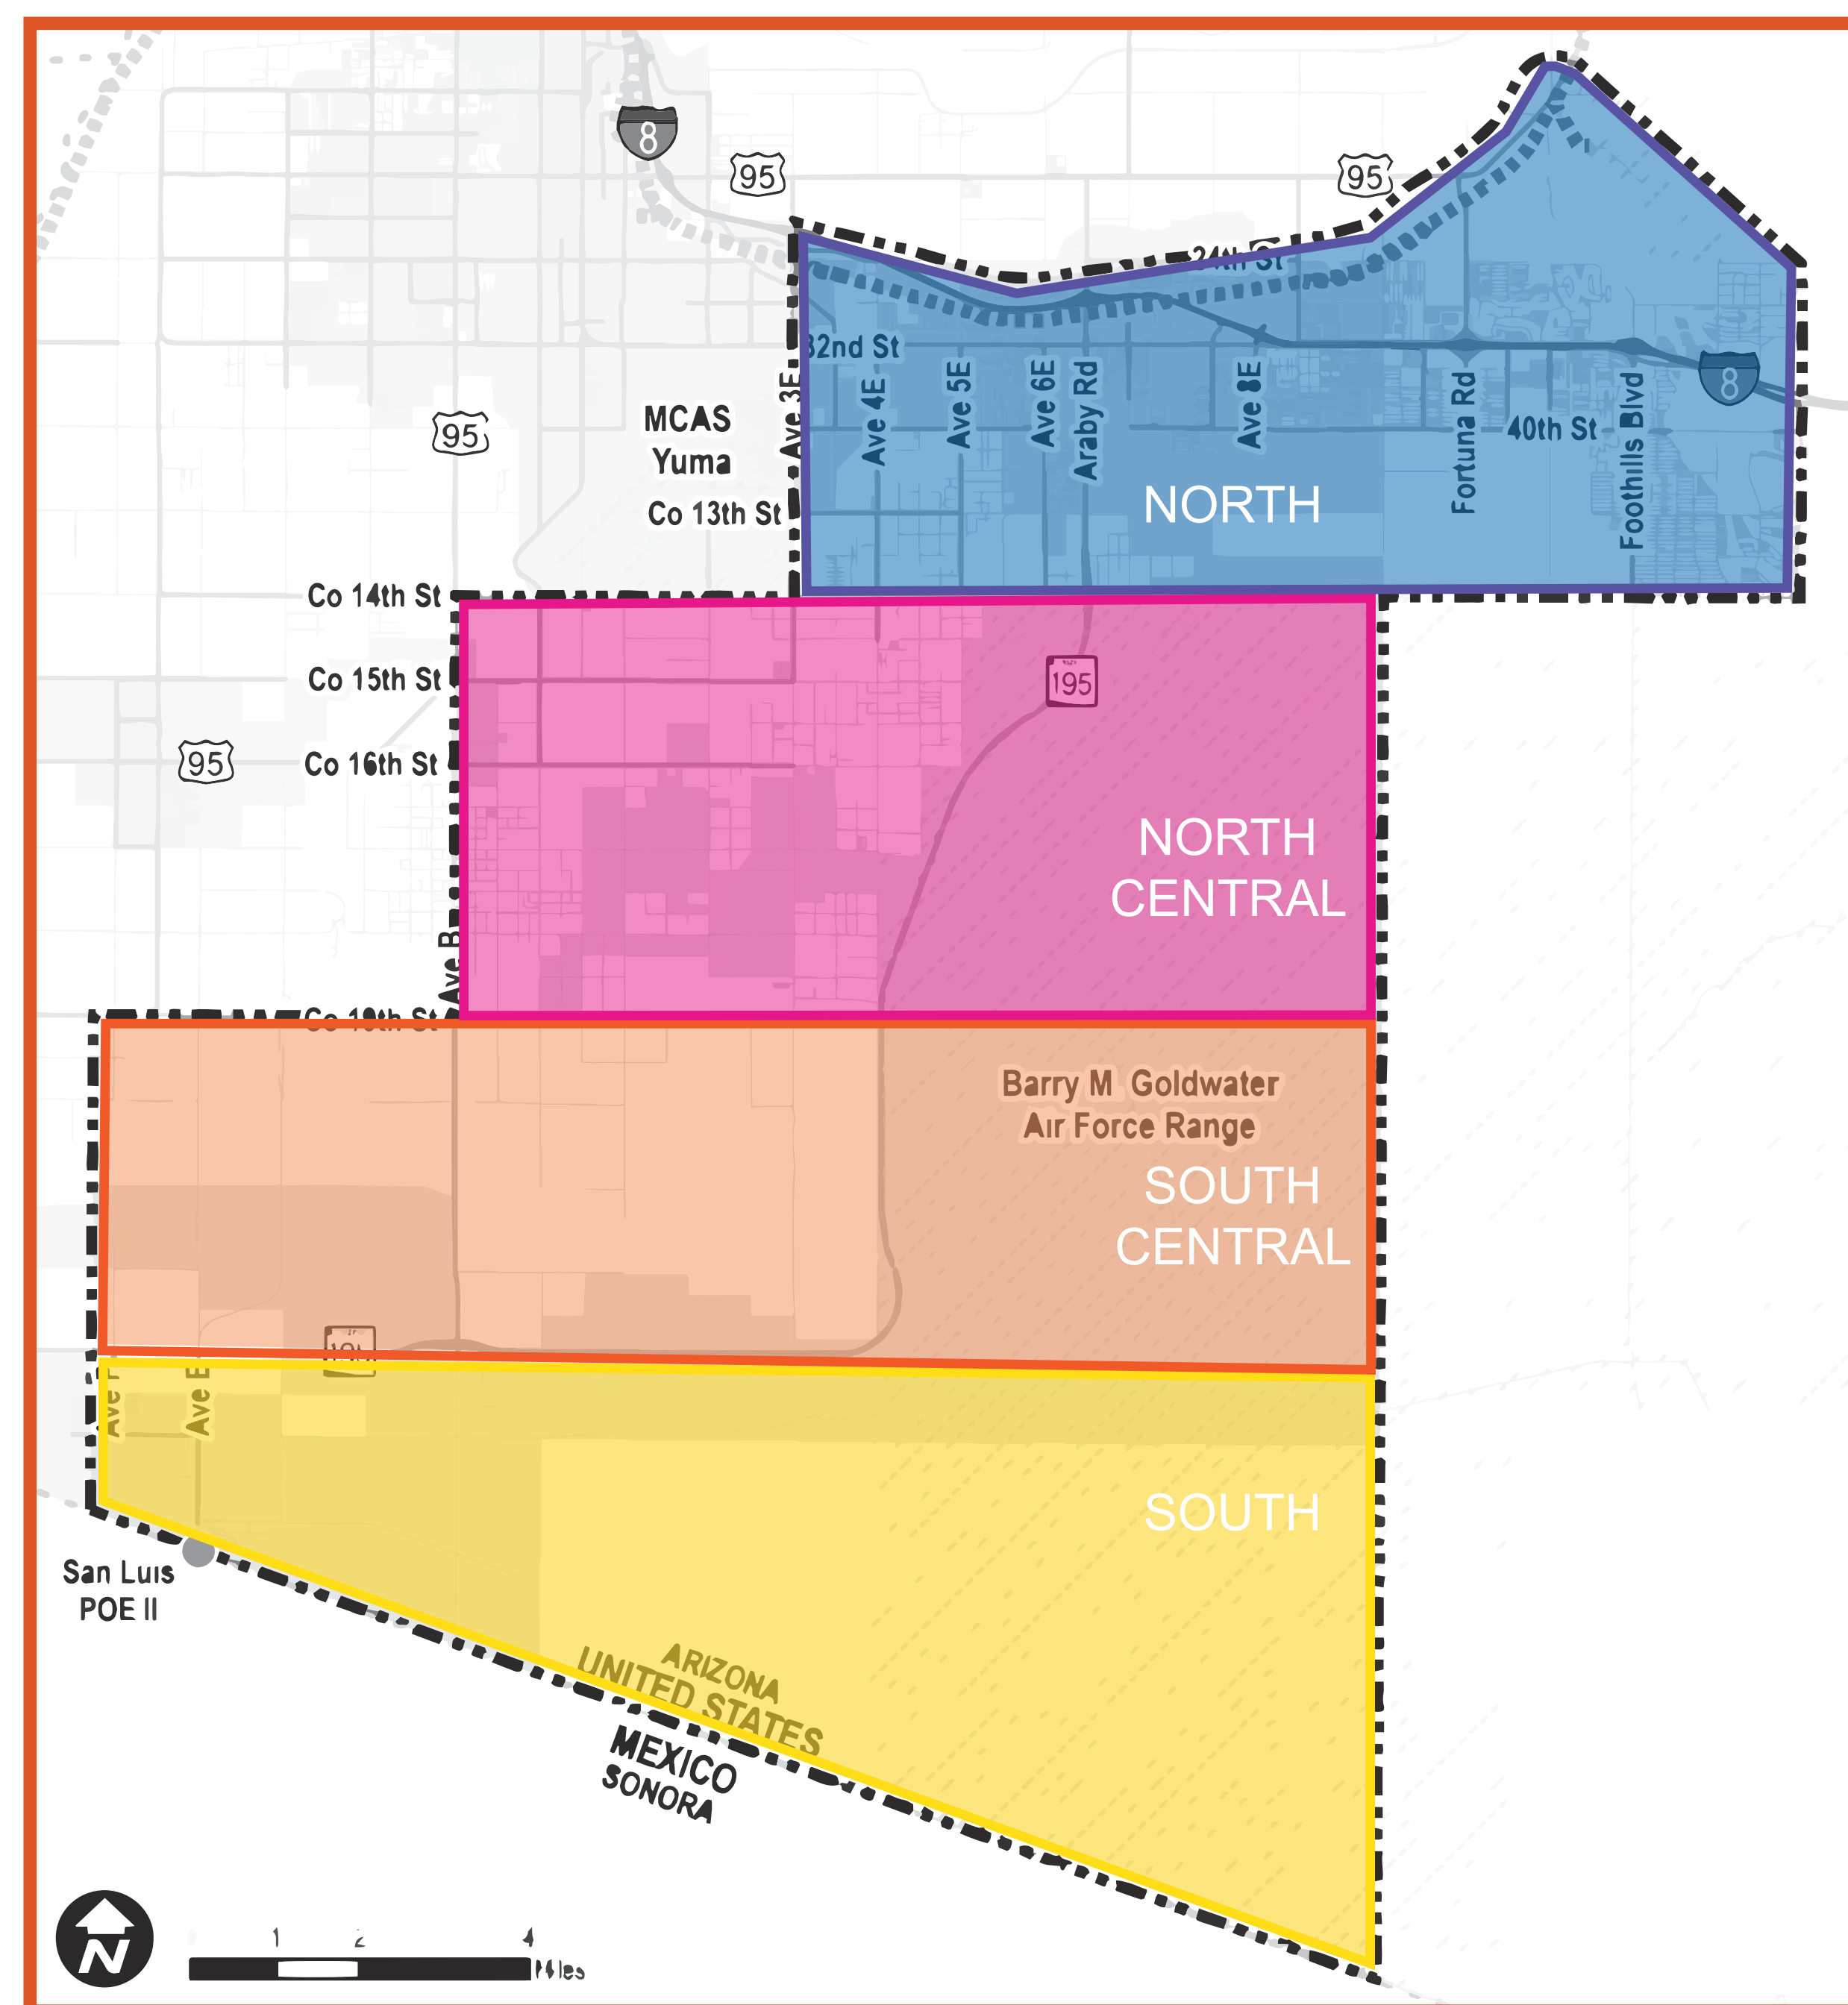 8
95
95
24th St
32nd St
Ave 3E
Ave 4E
Ave 5E
Ave 6E
Araby Rd
Ave 8E
Fortuna Rd
Foothills Blvd
8
40th St
95
MCAS
Yuma
Co 13th St
NORTH
Co 14th St
Co 15th St
195
95
Co 16th St
NORTH
CENTRAL
Ave B
Co 19th St
Barry M. Goldwater
Air Force Range
SOUTH
CENTRAL
Ave E
SOUTH
San Luis
POE II
ARIZONA
UNITED STATES
MEXICO
SONORA
N
1 2 4
Miles